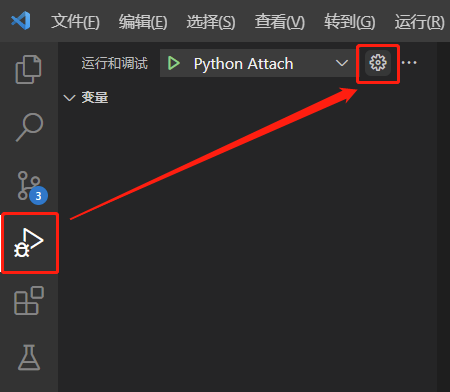 文件(F) 编辑(E) 选择(S) 查看(V) 转到(G) 运行(R)
运行和调试 Python Attach ···
变量
3